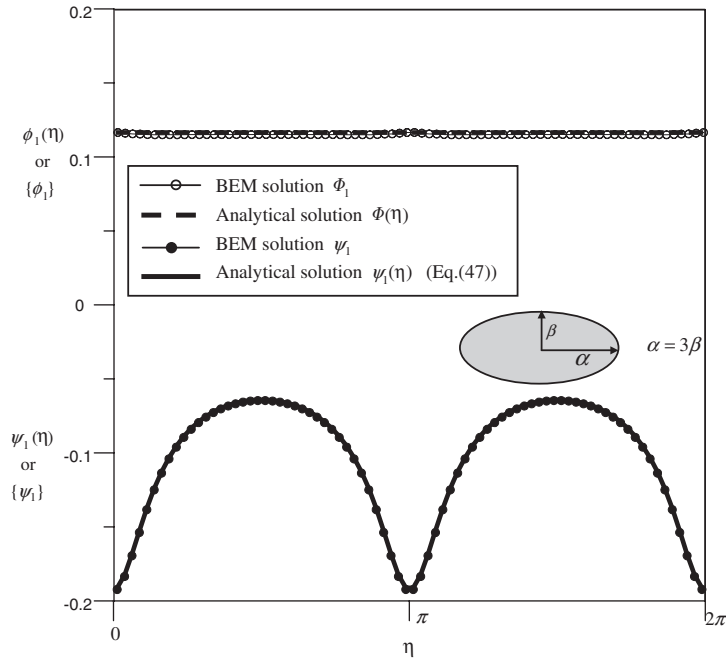 0.2
ϕ₁(η)
or
{ϕ₁}
0.1
BEM solution Φ₁
Analytical solution Φ(η)
BEM solution ψ₁
Analytical solution ψ₁(η) (Eq.(47))
0
β
α
α = 3β
ψ₁(η)
or
{ψ₁}
-0.1
-0.2
0
π
2π
η